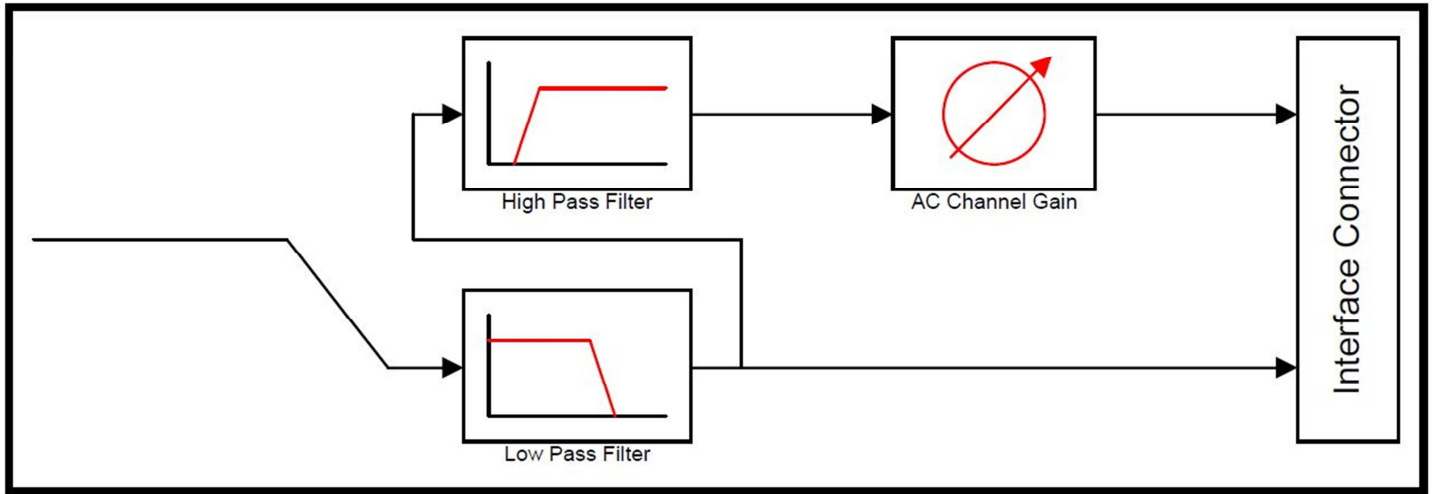 High Pass Filter
AC Channel Gain
Interface Connector
Low Pass Filter